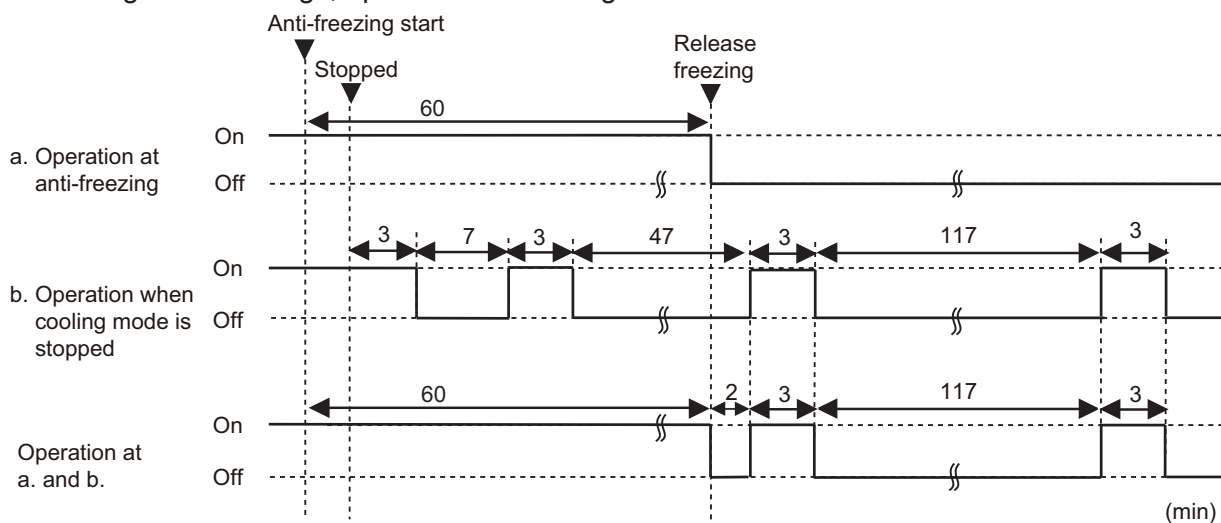 Anti-freezing start
Stopped
Release
freezing
60
a. Operation at
anti-freezing
On
Off
3
7
3
47
3
117
3
b. Operation when
cooling mode is
stopped
On
Off
60
2
3
117
3
Operation at
a. and b.
On
Off
(min)